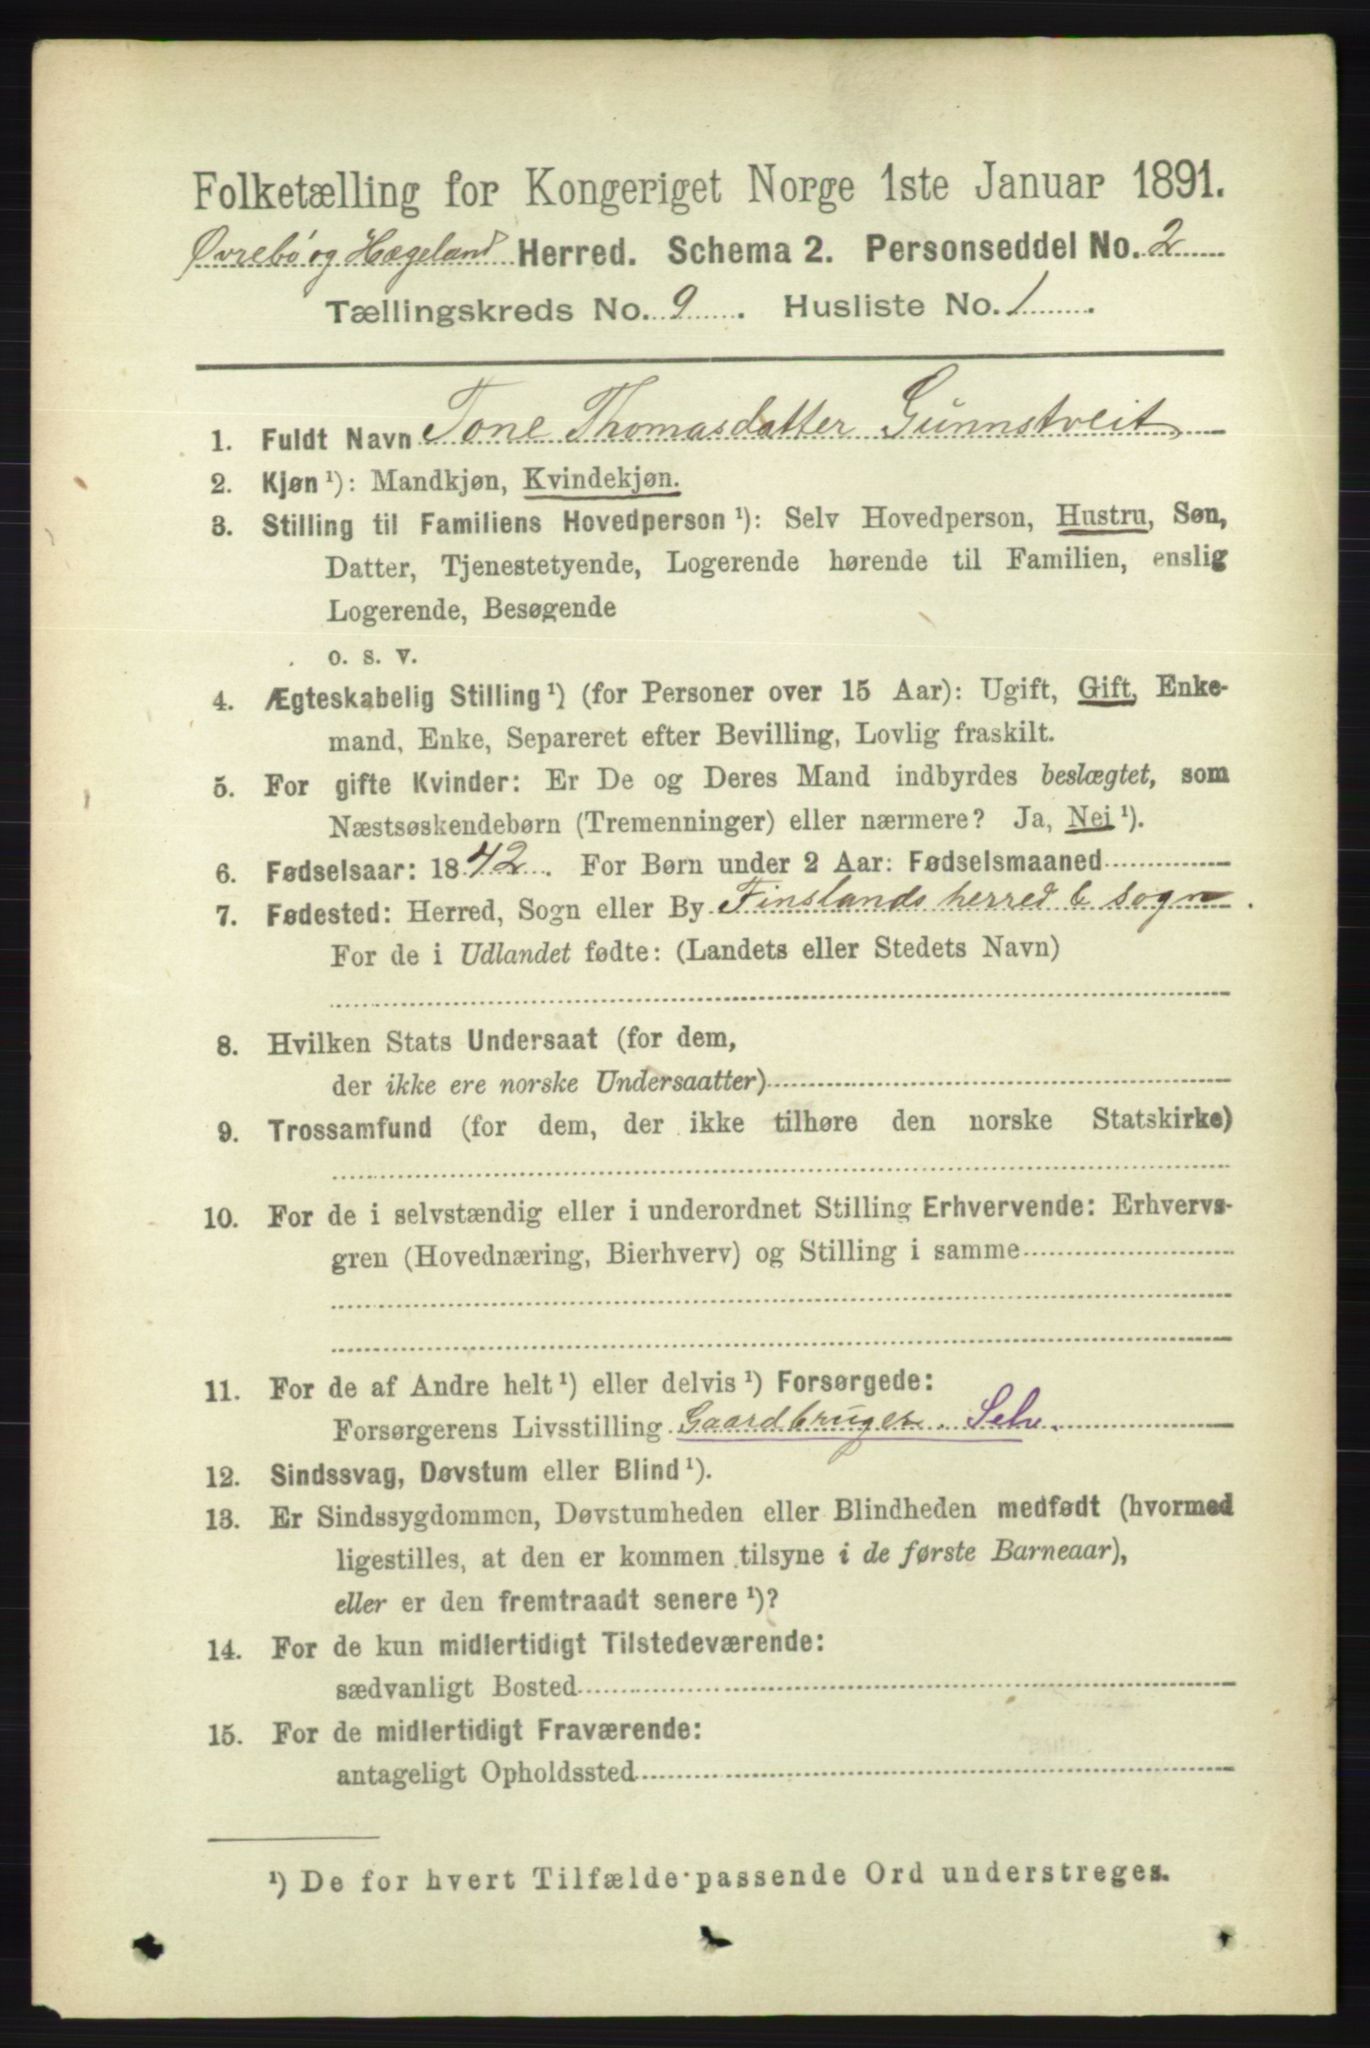 Folketælling for Kongeriget Norge 1ste Januar 1891.
Øvrebö og Hægeland Herred. Schema 2. Personseddel No. 2
Tællingskreds No. 9. Husliste No. 1.
1. Fuldt Navn Tone Thomasdatter Gunnstveit
2. Kjøn ¹): Mandkjøn, Kvindekjøn.
3. Stilling til Familiens Hovedperson ¹): Selv Hovedperson, Hustru, Søn,
Datter, Tjenestetyende, Logerende hørende til Familien, enslig
Logerende, Besøgende
o. s. v.
4. Ægteskabelig Stilling ¹) (for Personer over 15 Aar): Ugift, Gift, Enke-
mand, Enke, Separeret efter Bevilling, Lovlig fraskilt.
5. For gifte Kvinder: Er De og Deres Mand indbyrdes beslægtet, som
Næstsøskendebørn (Tremenninger) eller nærmere? Ja, Nei ¹).
6. Fødselsaar: 1842. For Børn under 2 Aar: Fødselsmaaned
7. Fødested: Herred, Sogn eller By Finslands herred & sogn.
For de i Udlandet fødte: (Landets eller Stedets Navn)
8. Hvilken Stats Undersaat (for dem,
der ikke ere norske Undersaatter)
9. Trossamfund (for dem, der ikke tilhøre den norske Statskirke)
10. For de i selvstændig eller i underordnet Stilling Erhvervende: Erhvervs-
gren (Hovednæring, Bierhverv) og Stilling i samme
11. For de af Andre helt ¹) eller delvis ¹) Forsørgede:
Forsørgerens Livsstilling Gaardbruger. Selv.
12. Sindssvag, Døvstum eller Blind ¹).
13. Er Sindssygdommen, Døvstumheden eller Blindheden medfødt (hvormed
ligestilles, at den er kommen tilsyne i de første Barneaar),
eller er den fremtraadt senere ¹)?
14. For de kun midlertidigt Tilstedeværende:
sædvanligt Bosted
15. For de midlertidigt Fraværende:
antageligt Opholdssted
¹) De for hvert Tilfælde passende Ord understreges.